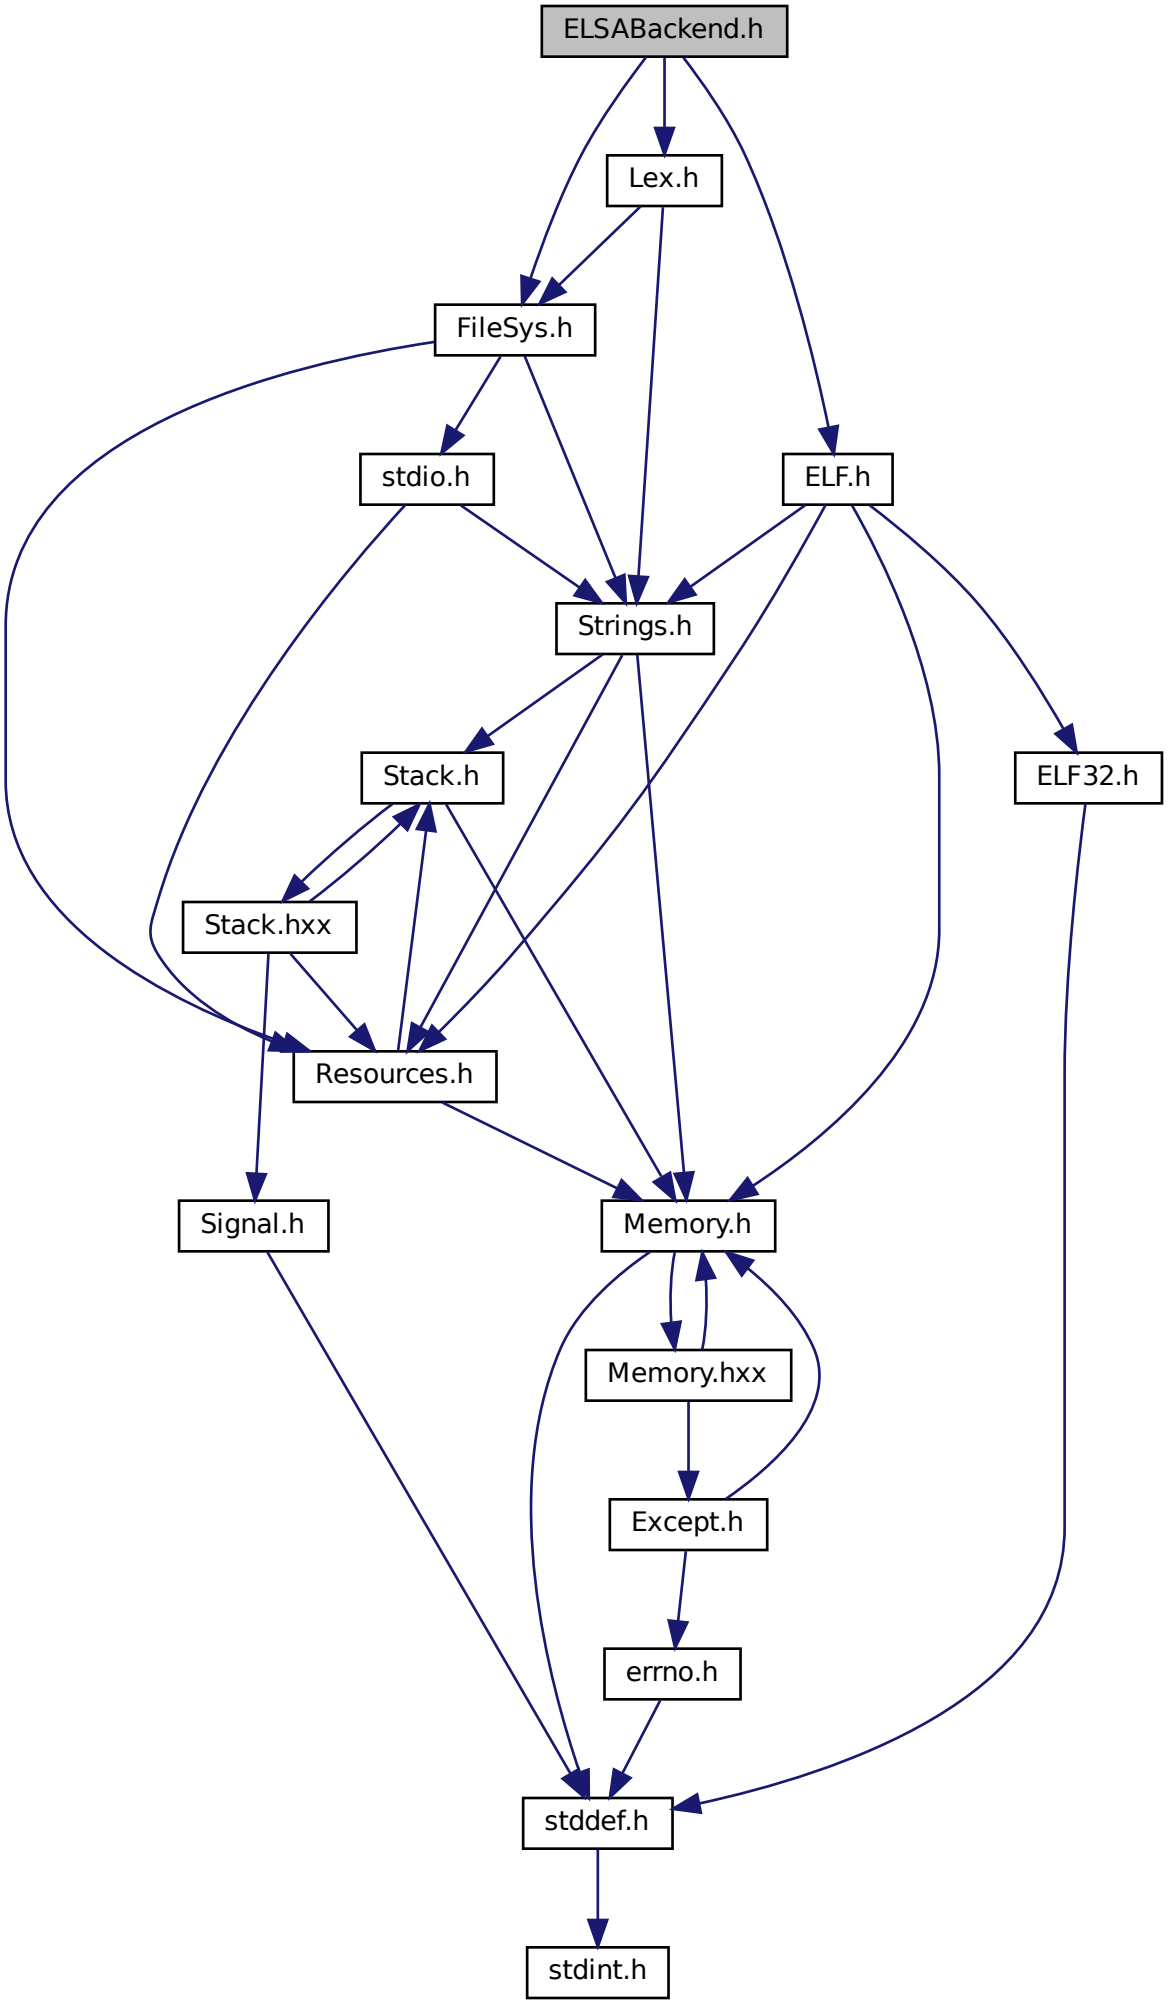 ELSABackend.h
Lex.h
FileSys.h
stdio.h
ELF.h
Strings.h
Stack.h
ELF32.h
Stack.hxx
Resources.h
Signal.h
Memory.h
Memory.hxx
Except.h
errno.h
stddef.h
stdint.h